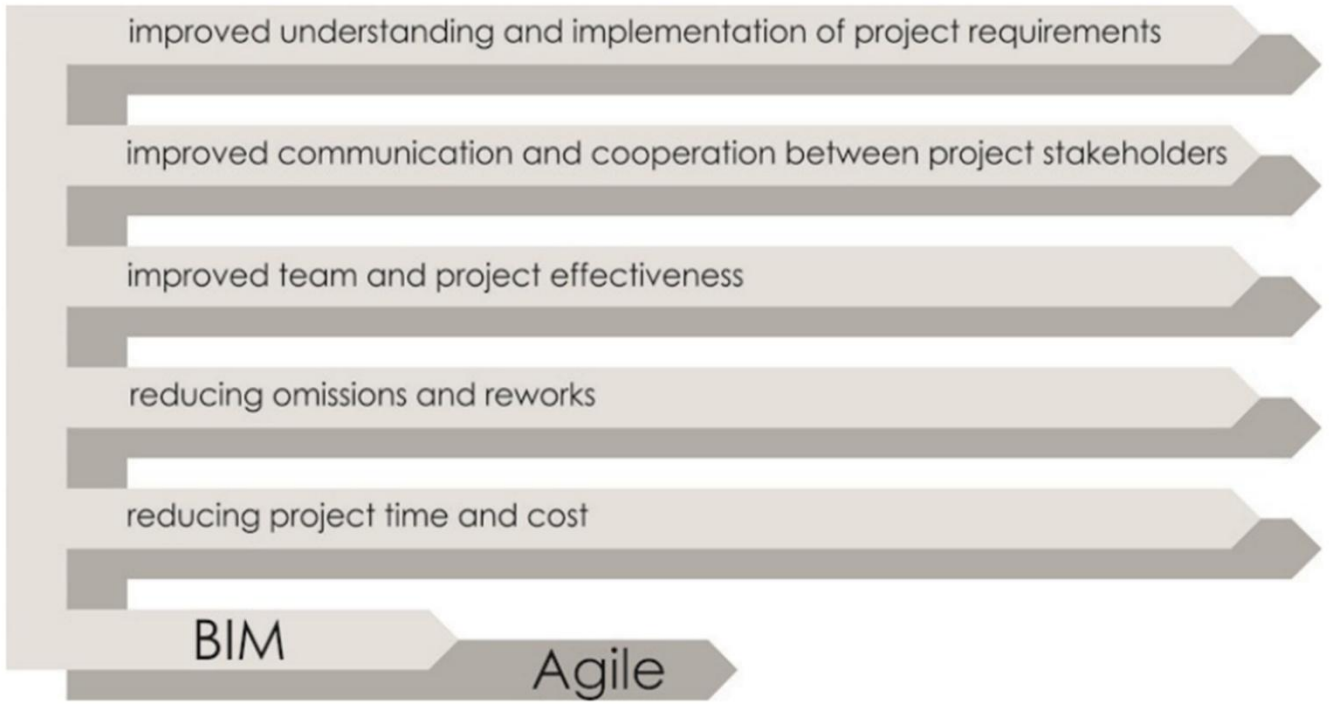 improved understanding and implementation of project requirements
improved communication and cooperation between project stakeholders
improved team and project effectiveness
reducing omissions and reworks
reducing project time and cost
BIM
Agile